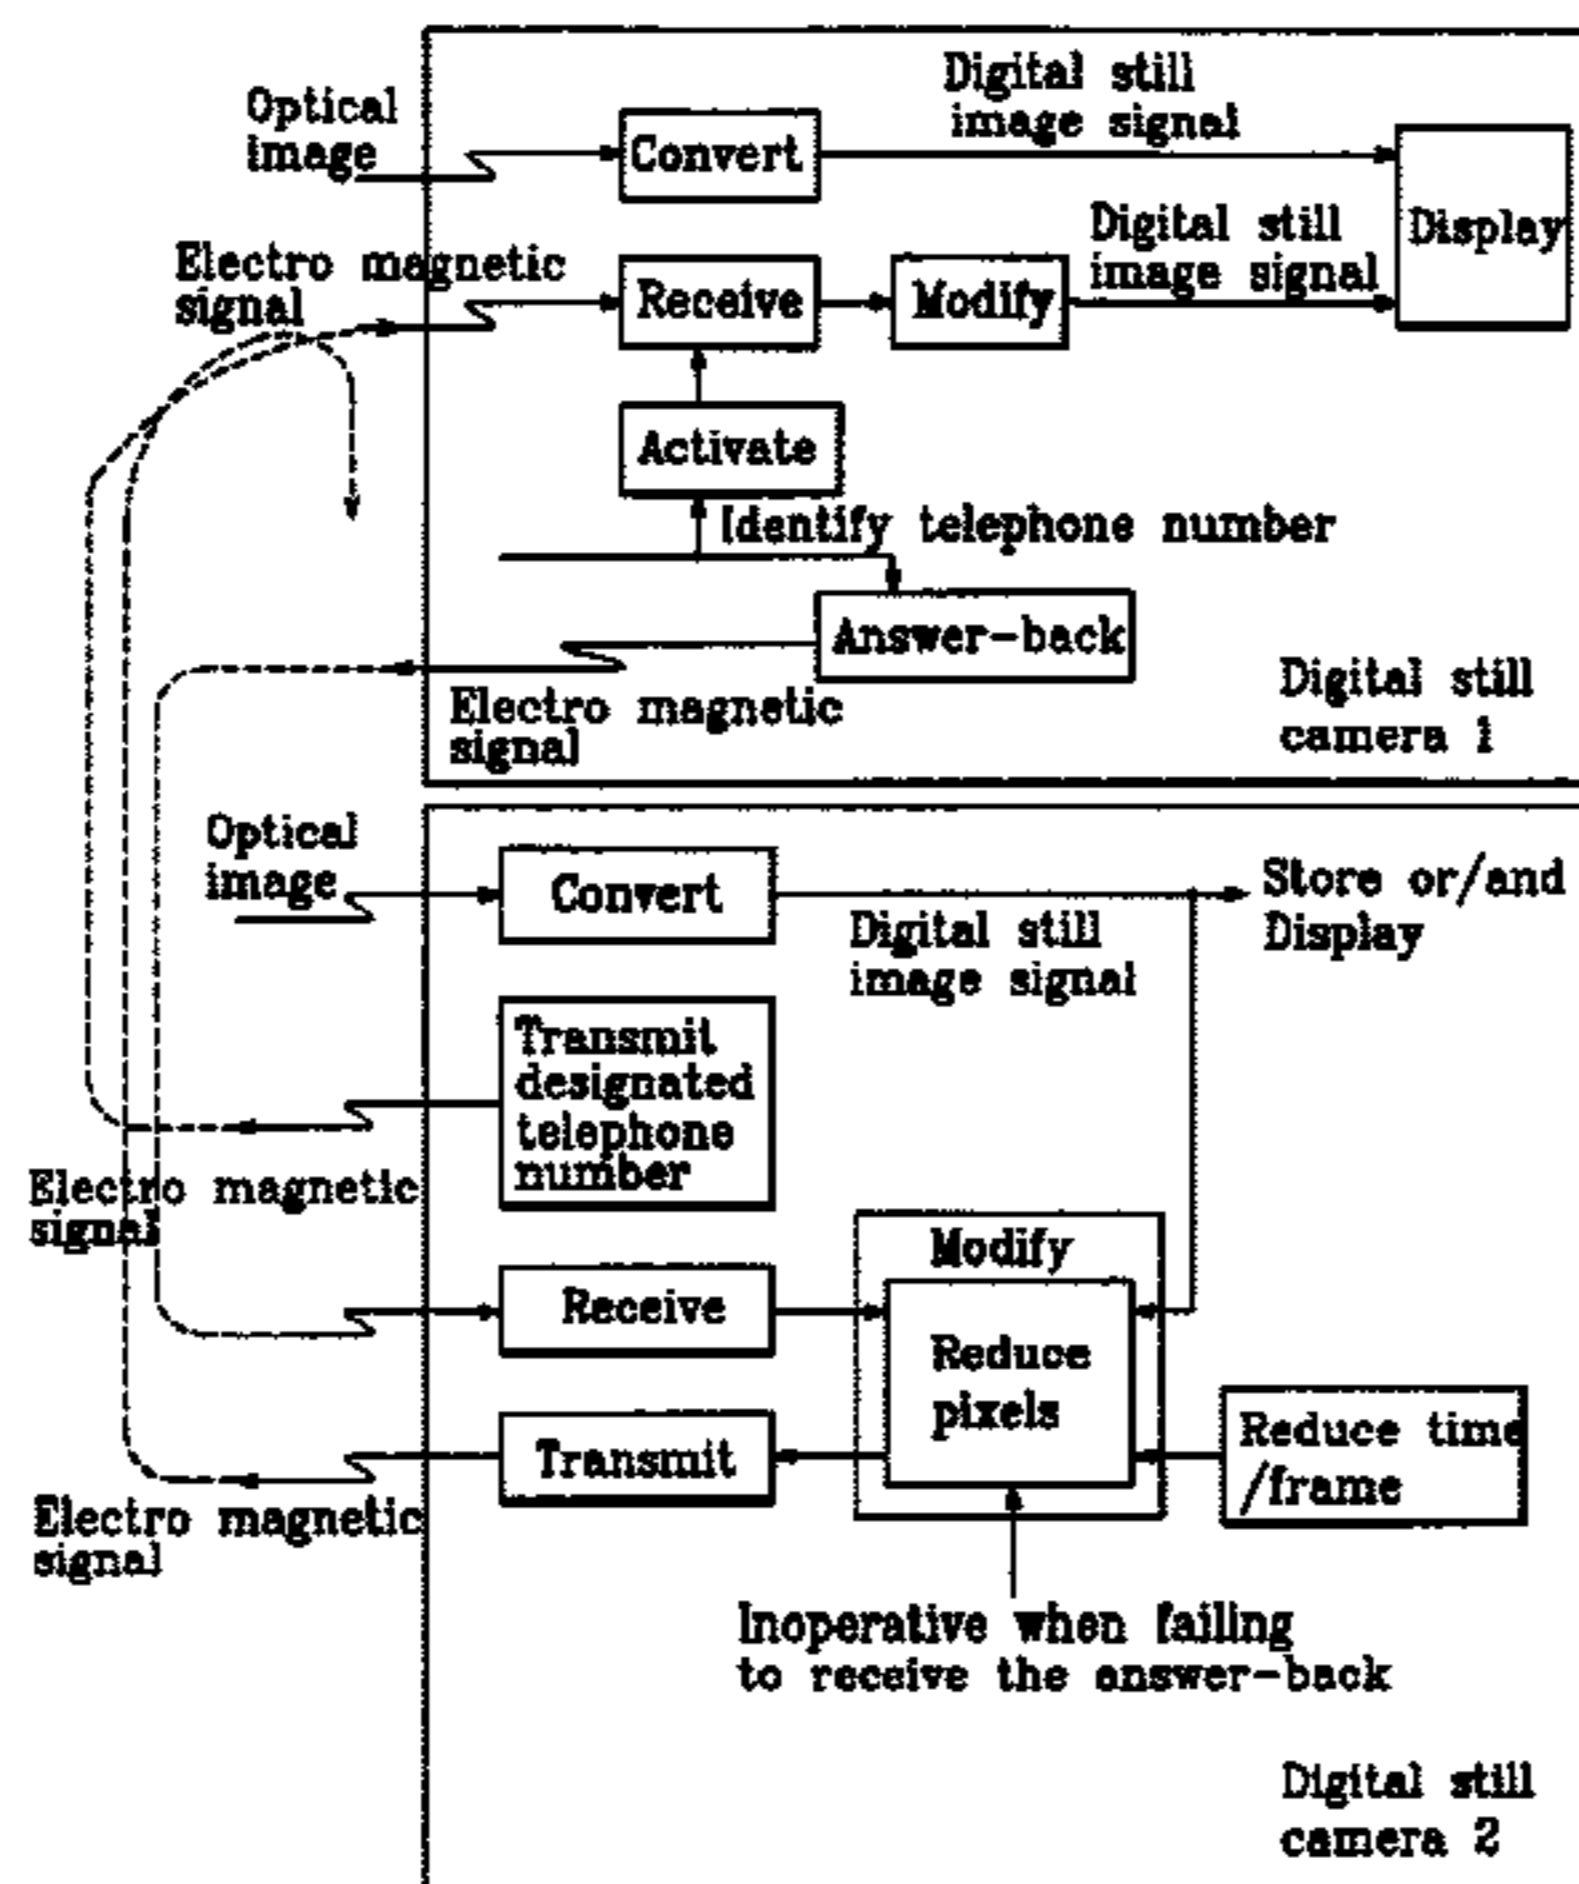 Optical
image
Convert
Digital still
image signal
Display
Electro magnetic
signal
Receive
Modify
Digital still
image signal
Activate
Identify telephone number
Answer-back
Electro magnetic
signal
Digital still
camera 1
Optical
image
Convert
Digital still
image signal
Store or/and
Display
Transmit
designated
telephone
number
Electro magnetic
signal
Receive
Modify
Reduce
pixels
Transmit
Reduce time
/frame
Electro magnetic
signal
Inoperative when failing
to receive the answer-back
Digital still
camera 2